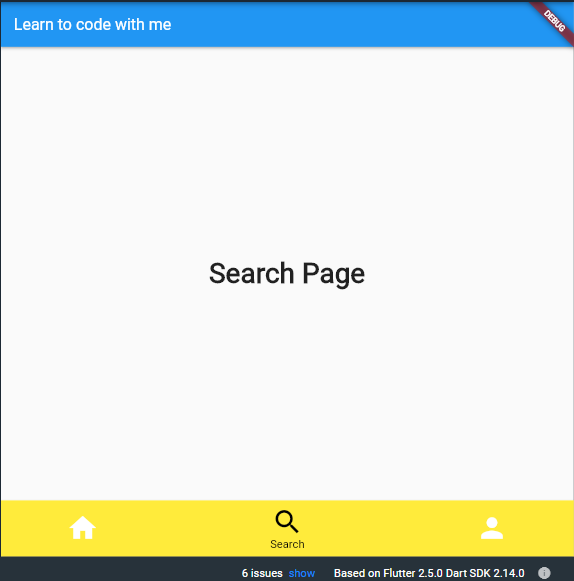 Learn to code with me
DEBUG
Search Page
Search
6 issues show Based on Flutter 2.5.0 Dart SDK 2.14.0